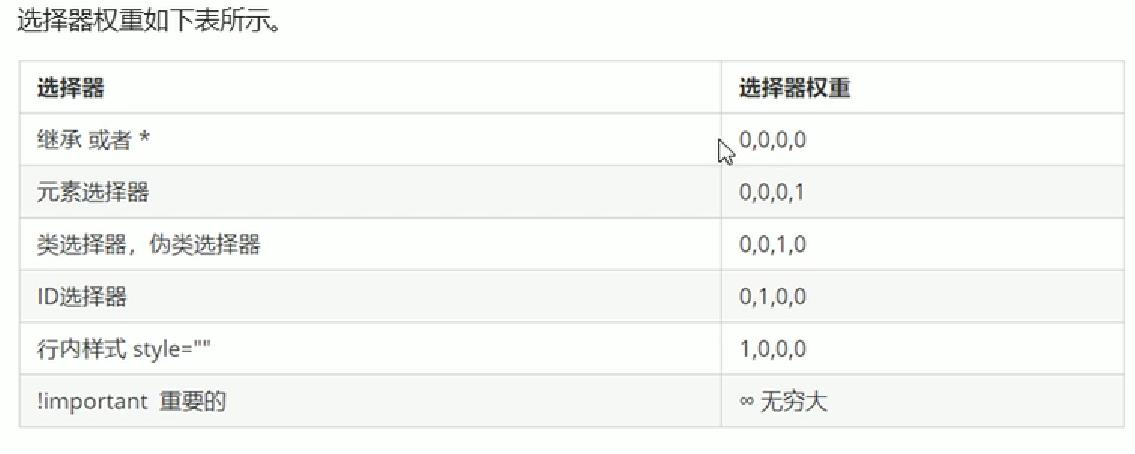 选择器权重如下表所示。
选择器 选择器权重
继承 或者 * 0,0,0,0
元素选择器 0,0,0,1
类选择器，伪类选择器 0,0,1,0
ID选择器 0,1,0,0
行内样式 style="" 1,0,0,0
!important 重要的 ∞ 无穷大